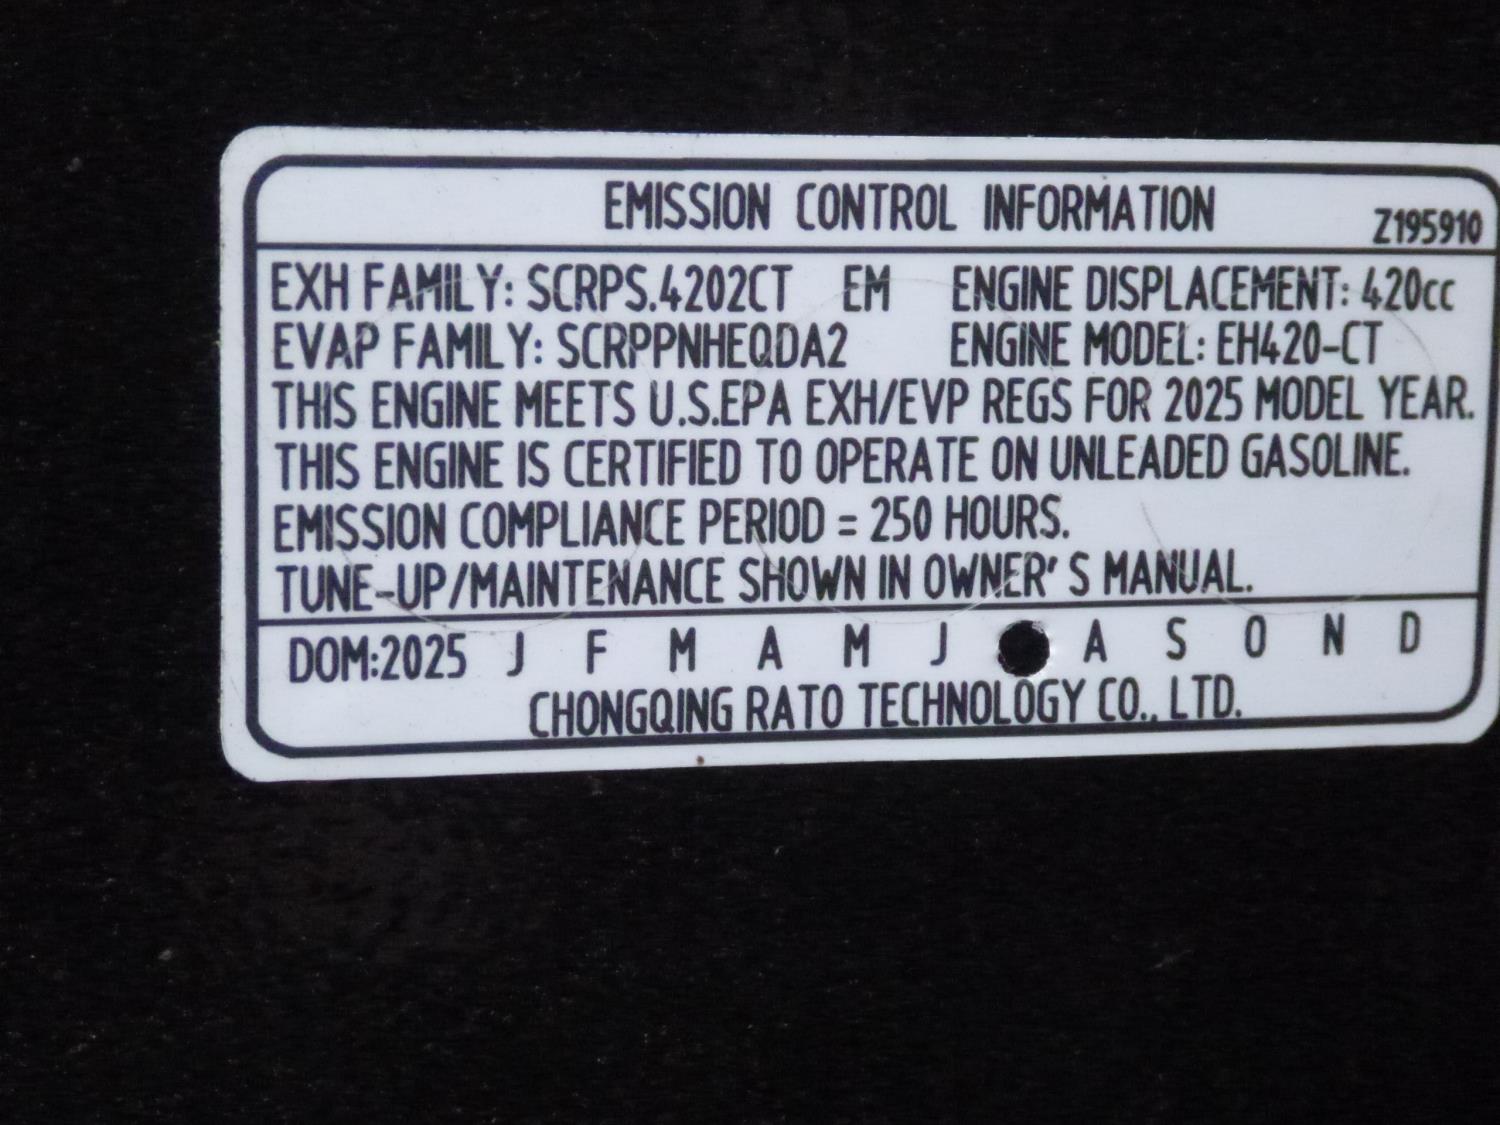 EMISSION CONTROL INFORMATION Z195910
EXH FAMILY: SCRPS.4202CT EM ENGINE DISPLACEMENT: 420cc
EVAP FAMILY: SCRPPNHEQDA2 ENGINE MODEL: EH420-CT
THIS ENGINE MEETS U.S.EPA EXH/EVP REGS FOR 2025 MODEL YEAR.
THIS ENGINE IS CERTIFIED TO OPERATE ON UNLEADED GASOLINE.
EMISSION COMPLIANCE PERIOD = 250 HOURS.
TUNE-UP/MAINTENANCE SHOWN IN OWNER' S MANUAL.
DOM:2025 J F M A M J A S O N D
CHONGQING RATO TECHNOLOGY CO., LTD.